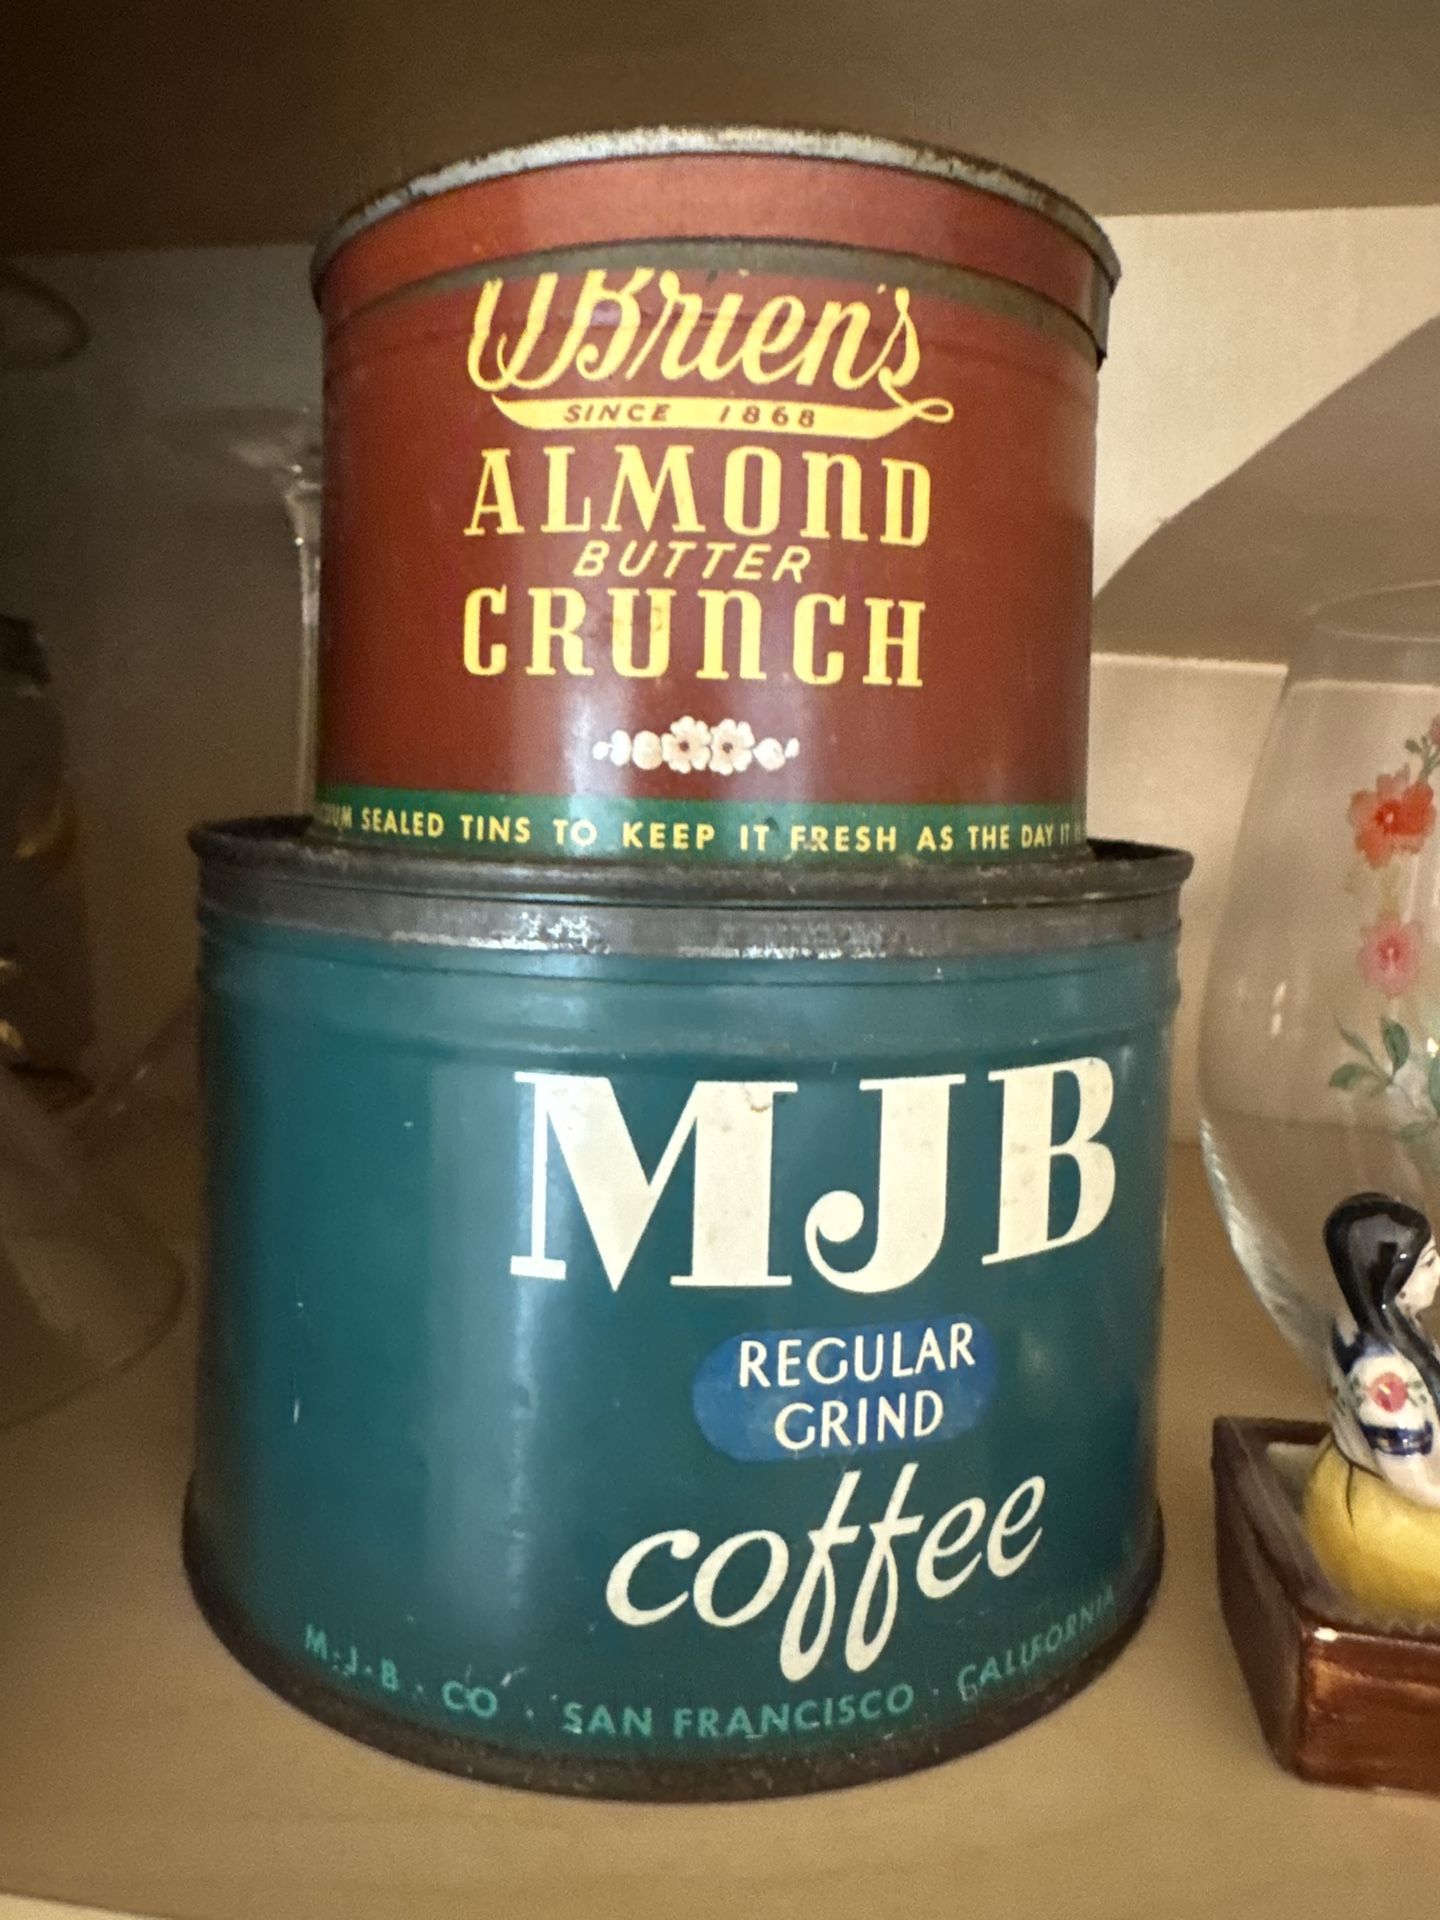 O'Brien's
SINCE 1868
ALMOND
BUTTER
CRUNCH
SEALED TINS TO KEEP IT FRESH AS THE DAY IT
MJB
REGULAR
GRIND
coffee
M·J·B·CO · SAN FRANCISCO · CALIFORNIA